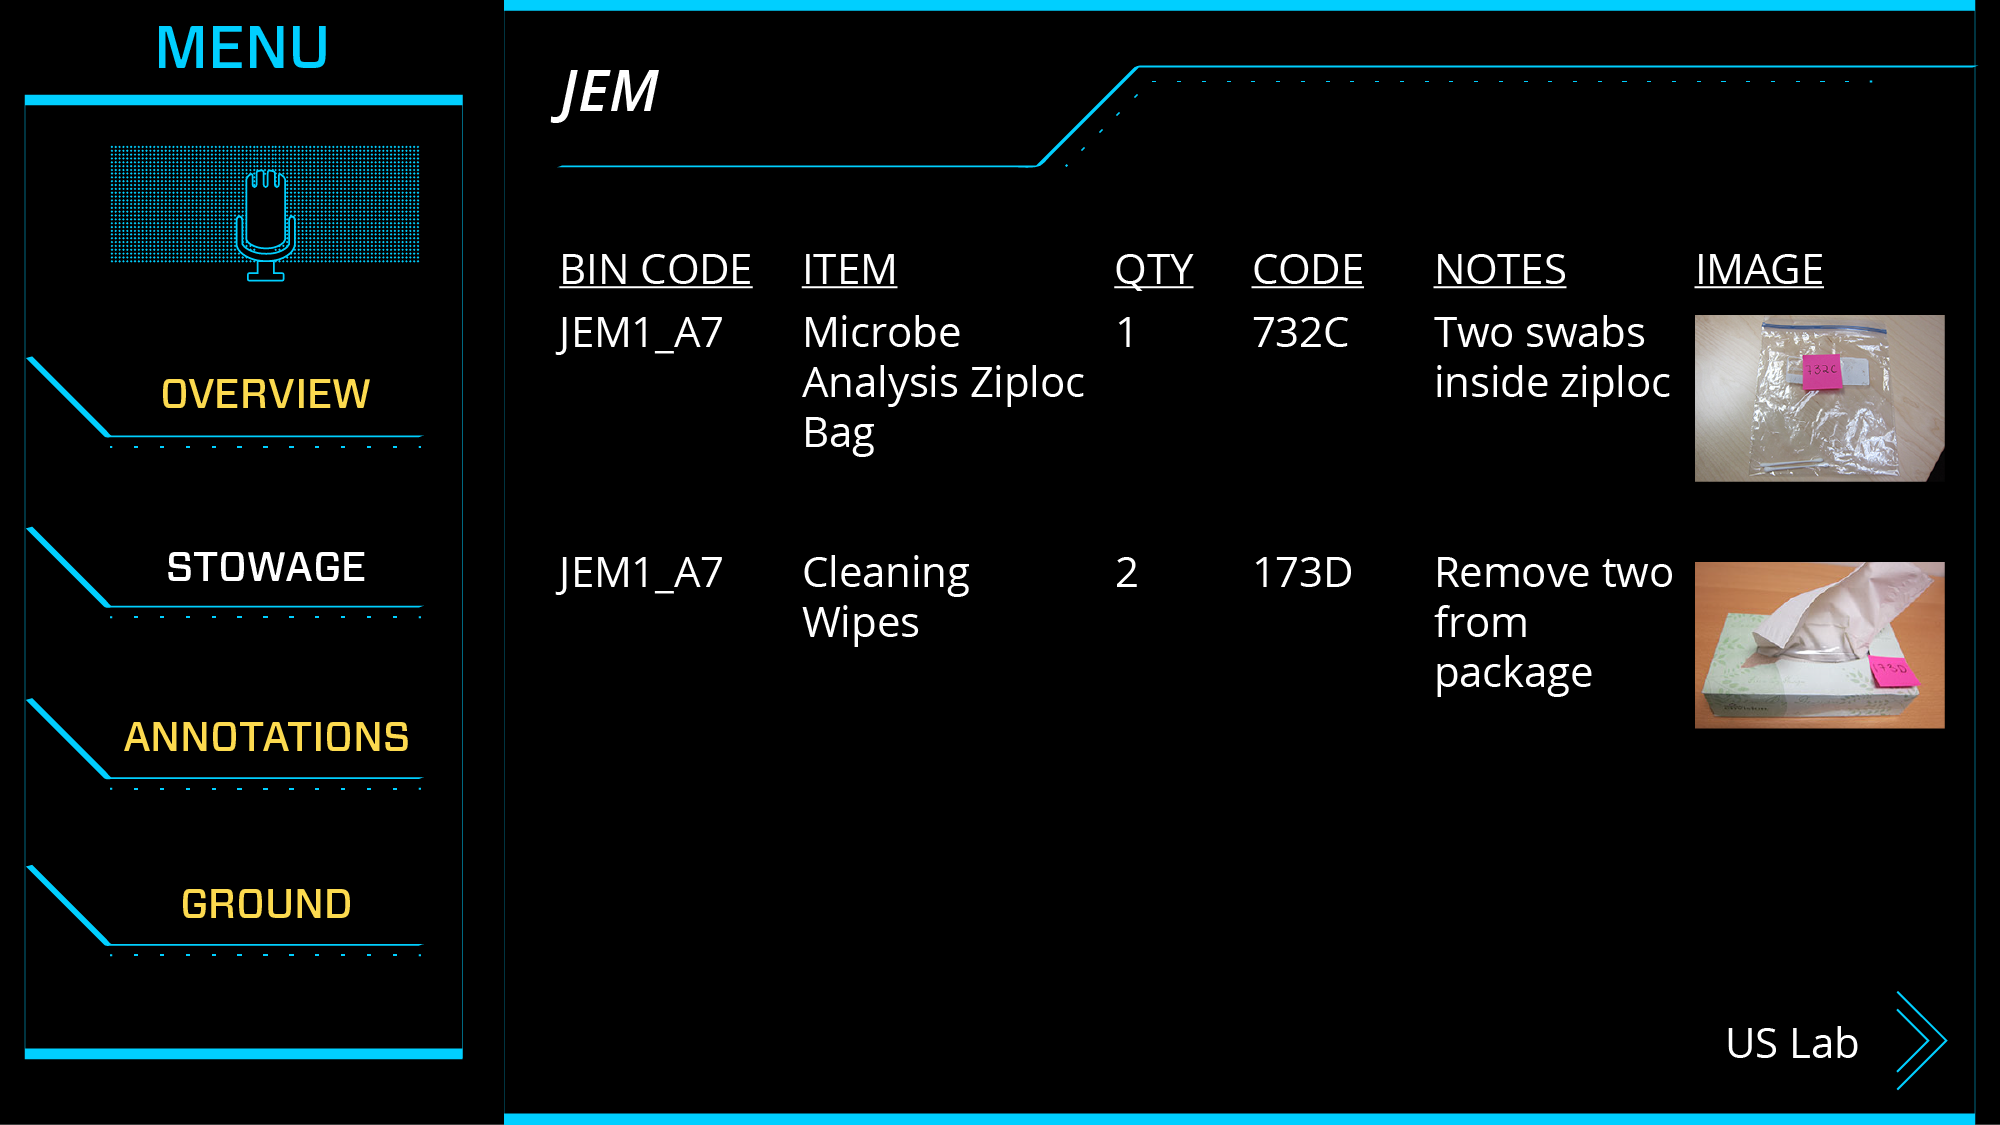 MENU
OVERVIEW
STOWAGE
ANNOTATIONS
GROUND
JEM
BIN CODE ITEM QTY CODE NOTES IMAGE
JEM1_A7 Microbe 1 732C Two swabs
Analysis Ziploc inside ziploc
Bag
732C
JEM1_A7 Cleaning 2 173D Remove two
Wipes from
package
173D
US Lab